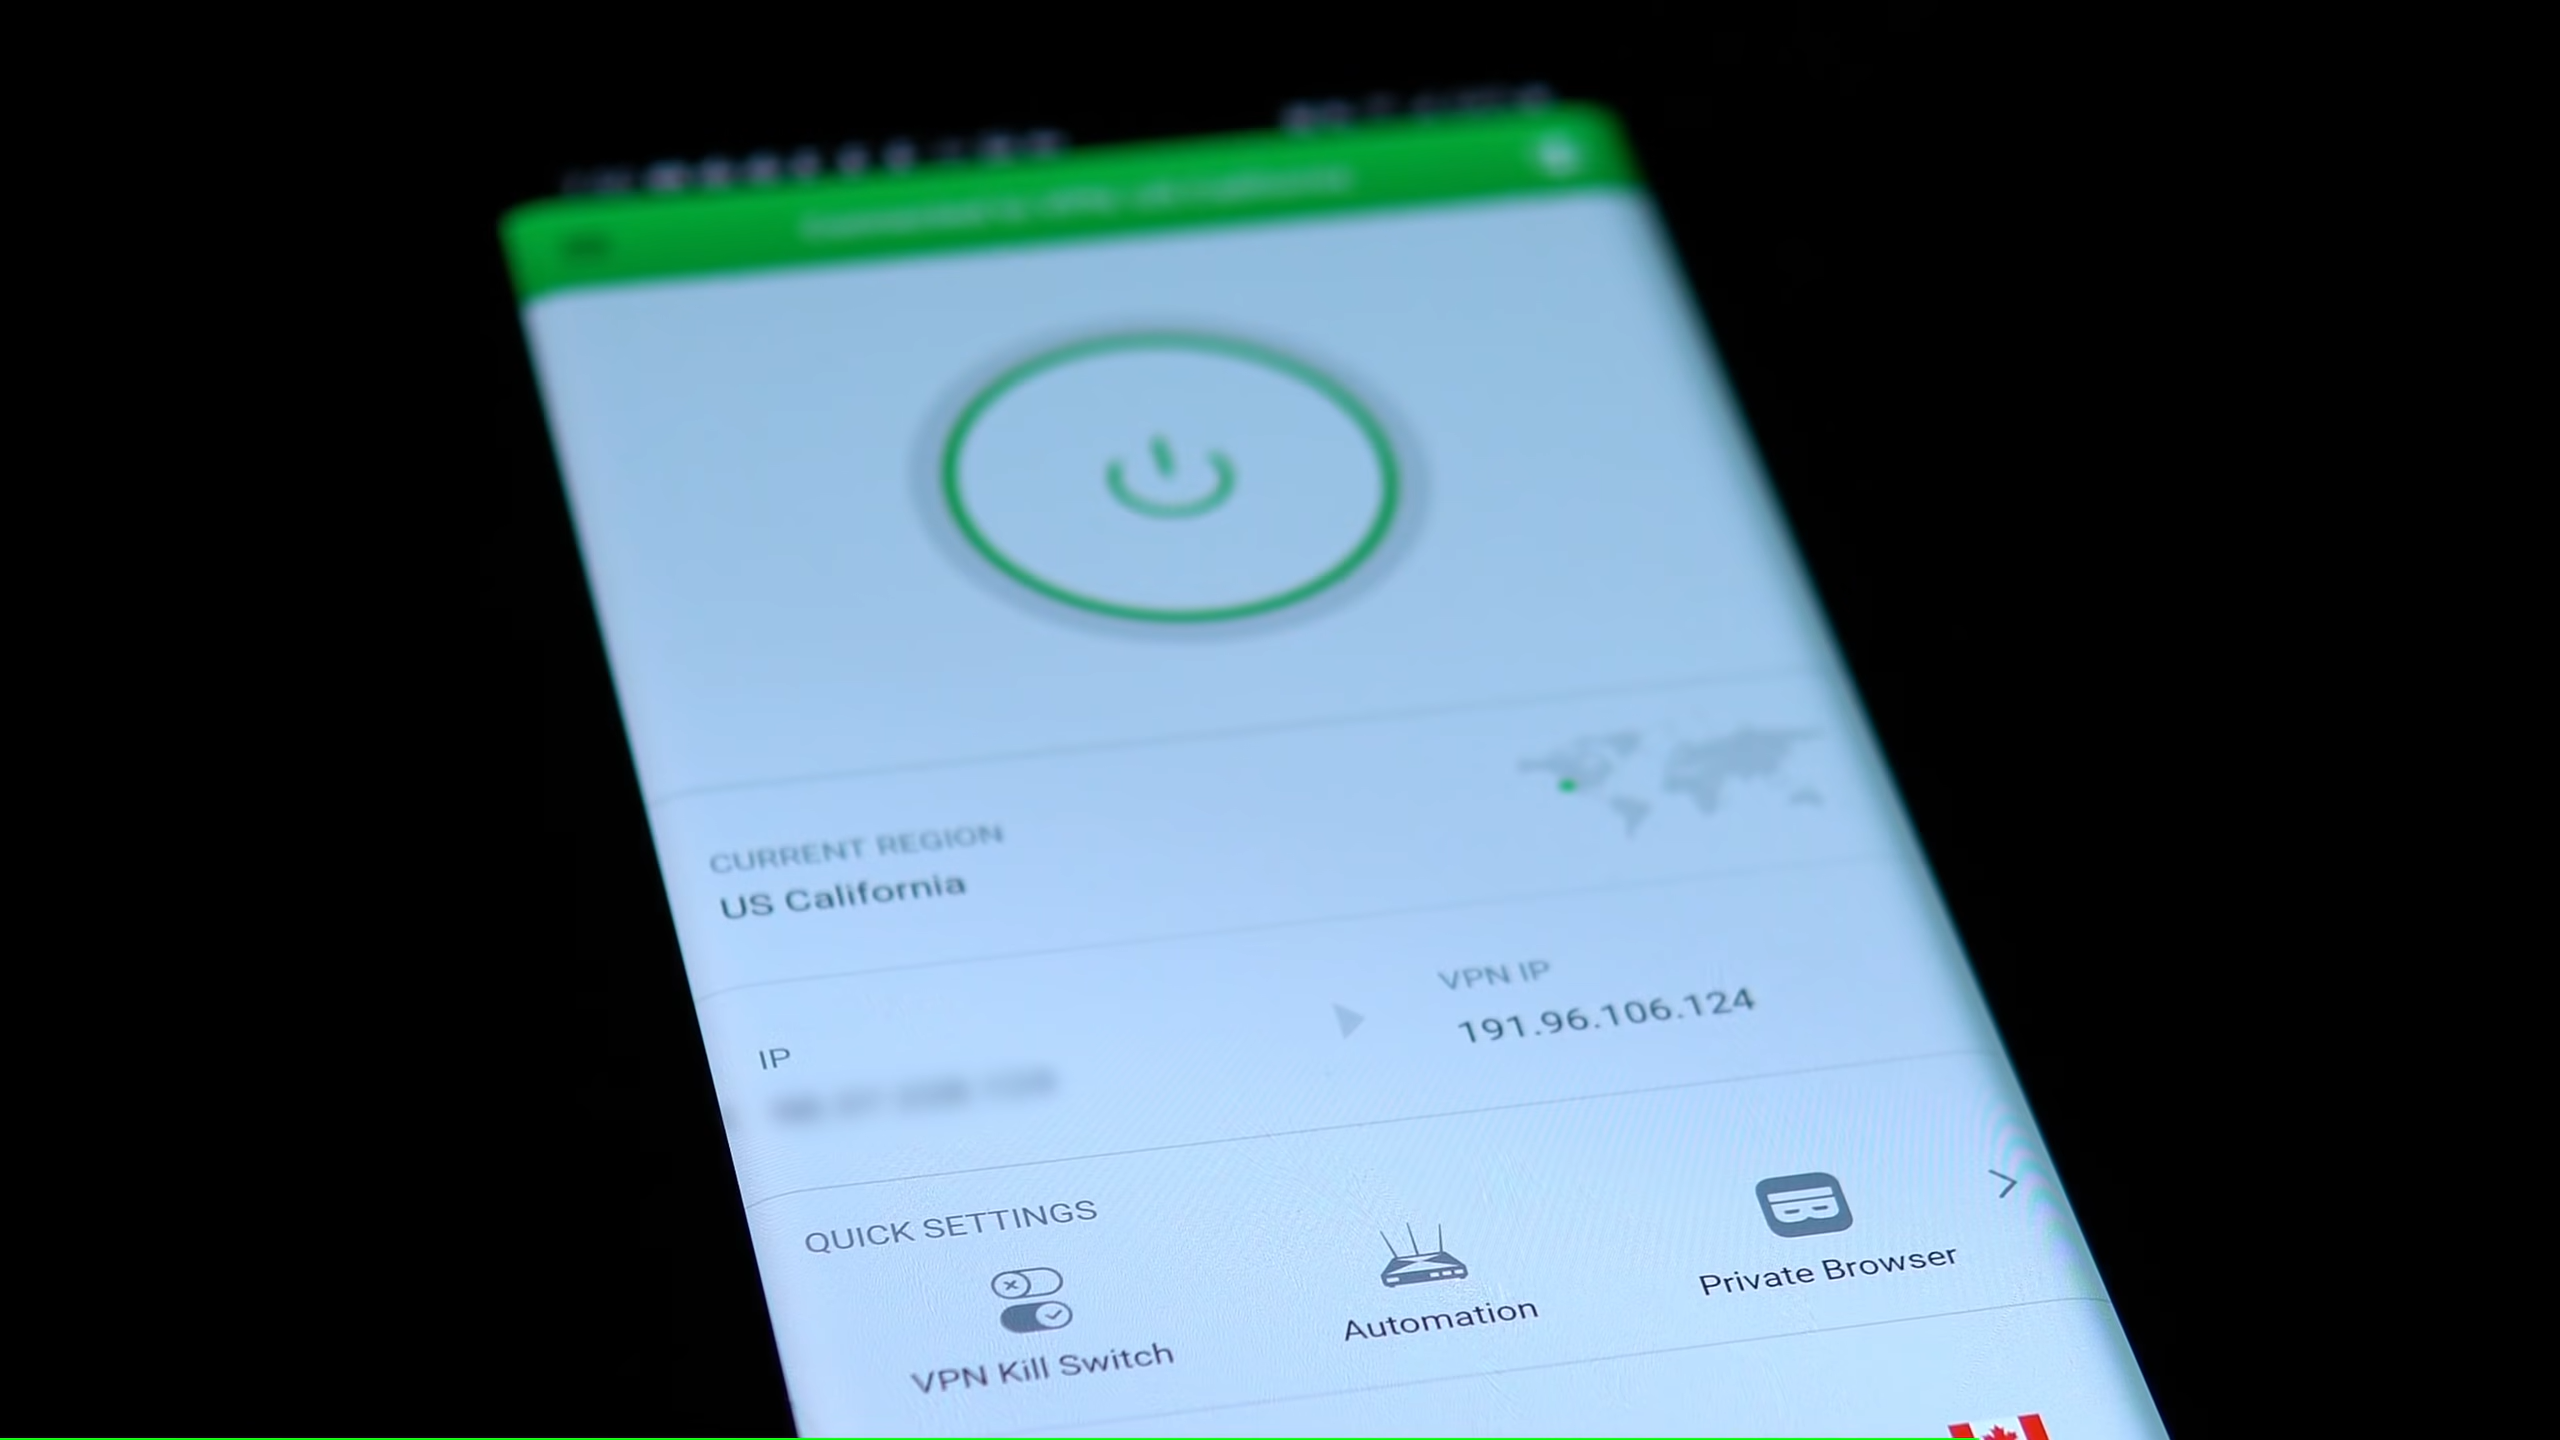 CURRENT REGION
US California
IP
VPN IP
191.96.106.124
QUICK SETTINGS
VPN Kill Switch
Automation
Private Browser